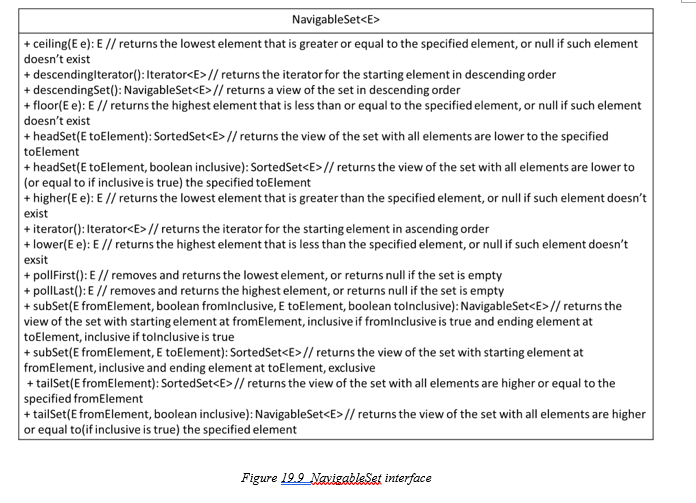 NavigableSet<E>
+ ceiling(E e): E // returns the lowest element that is greater or equal to the specified element, or null if such element
doesn't exist
+ descendingIterator(): Iterator<E> // returns the iterator for the starting element in descending order
+ descendingSet(): NavigableSet<E> // returns a view of the set in descending order
+ floor(E e): E // returns the highest element that is less than or equal to the specified element, or null if such element
doesn't exist
+ headSet(E toElement): SortedSet<E> // returns the view of the set with all elements are lower to the specified
toElement
+ headSet(E toElement, boolean inclusive): SortedSet<E> // returns the view of the set with all elements are lower to
(or equal to if inclusive is true) the specified toElement
+ higher(E e): E // returns the lowest element that is greater than the specified element, or null if such element doesn't
exist
+ iterator(): Iterator<E> // returns the iterator for the starting element in ascending order
+ lower(E e): E // returns the highest element that is less than the specified element, or null if such element doesn't
exsit
+ pollFirst(): E // removes and returns the lowest element, or returns null if the set is empty
+ pollLast(): E // removes and returns the highest element, or returns null if the set is empty
+ subSet(E fromElement, boolean fromInclusive, E toElement, boolean toInclusive): NavigableSet<E> // returns the
view of the set with starting element at fromElement, inclusive if fromInclusive is true and ending element at
toElement, inclusive if toInclusive is true
+ subSet(E fromElement, E toElement): SortedSet<E> // returns the view of the set with starting element at
fromElement, inclusive and ending element at toElement, exclusive
+ tailSet(E fromElement): SortedSet<E> // returns the view of the set with all elements are higher or equal to the
specified fromElement
+ tailSet(E fromElement, boolean inclusive): NavigableSet<E> // returns the view of the set with all elements are higher
or equal to(if inclusive is true) the specified element
Figure 19.9 NavigableSet interface